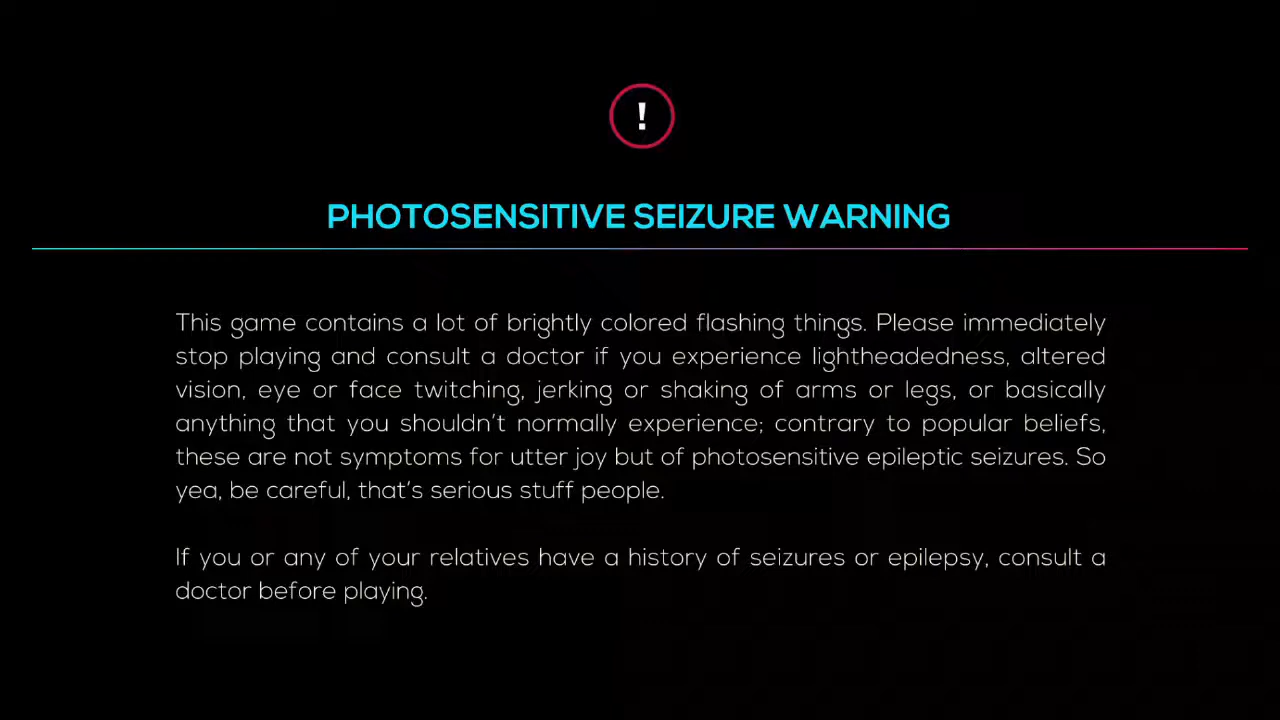 !
PHOTOSENSITIVE SEIZURE WARNING
This game contains a lot of brightly colored flashing things. Please immediately
stop playing and consult a doctor if you experience lightheadedness, altered
vision, eye or face twitching, jerking or shaking of arms or legs, or basically
anything that you shouldn't normally experience; contrary to popular beliefs,
these are not symptoms for utter joy but of photosensitive epileptic seizures. So
yea, be careful, that's serious stuff people.
If you or any of your relatives have a history of seizures or epilepsy, consult a
doctor before playing.